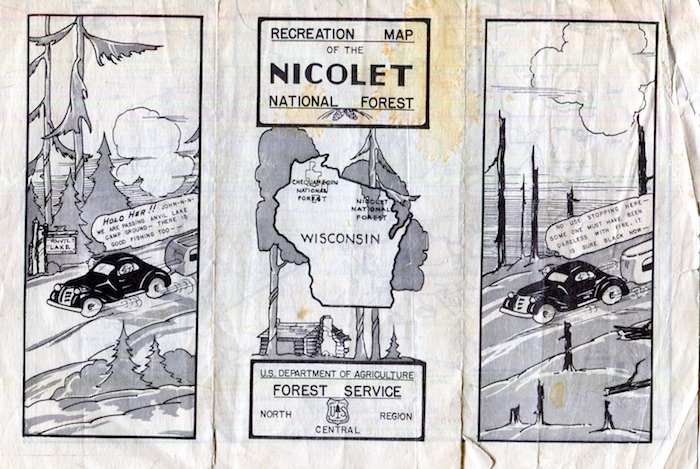 HOLD HER!! JOHN-N-N-
WE ARE PASSING ANVIL LAKE
CAMP GROUND— THERE IS
GOOD FISHING TOO —
ANVIL
LAKE
RECREATION MAP
OF THE
NICOLET
NATIONAL FOREST
CHEQUAMEGON
NATIONAL
FOREST
NICOLET
NATIONAL
FOREST
WISCONSIN
U.S. DEPARTMENT OF AGRICULTURE
FOREST SERVICE
NORTH REGION
CENTRAL
U S
NO USE STOPPING HERE—
SOME ONE MUST HAVE BEEN
CARELESS WITH FIRE, IT
IS SURE BLACK NOW—